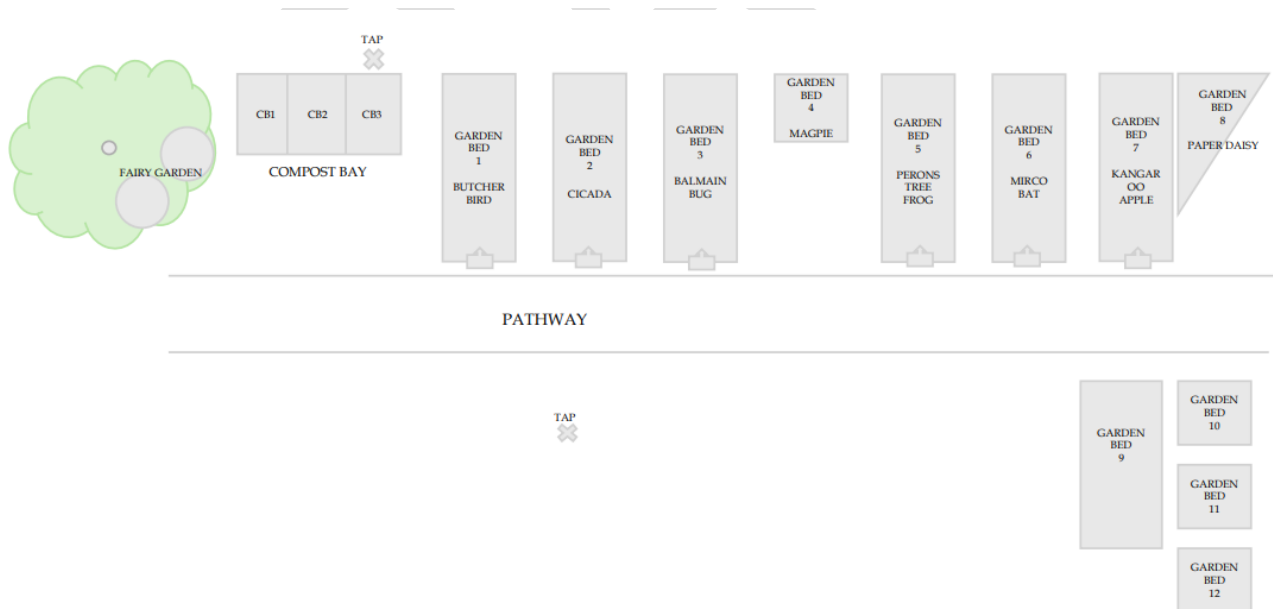 TAP
CB1
CB2
CB3
COMPOST BAY
FAIRY GARDEN
GARDEN
BED
1
BUTCHER
BIRD
GARDEN
BED
2
CICADA
GARDEN
BED
3
BALMAIN
BUG
GARDEN
BED
4
MAGPIE
GARDEN
BED
5
PERONS
TREE
FROG
GARDEN
BED
6
MIRCO
BAT
GARDEN
BED
7
KANGAR
OO
APPLE
GARDEN
BED
8
PAPER DAISY
PATHWAY
TAP
GARDEN
BED
9
GARDEN
BED
10
GARDEN
BED
11
GARDEN
BED
12